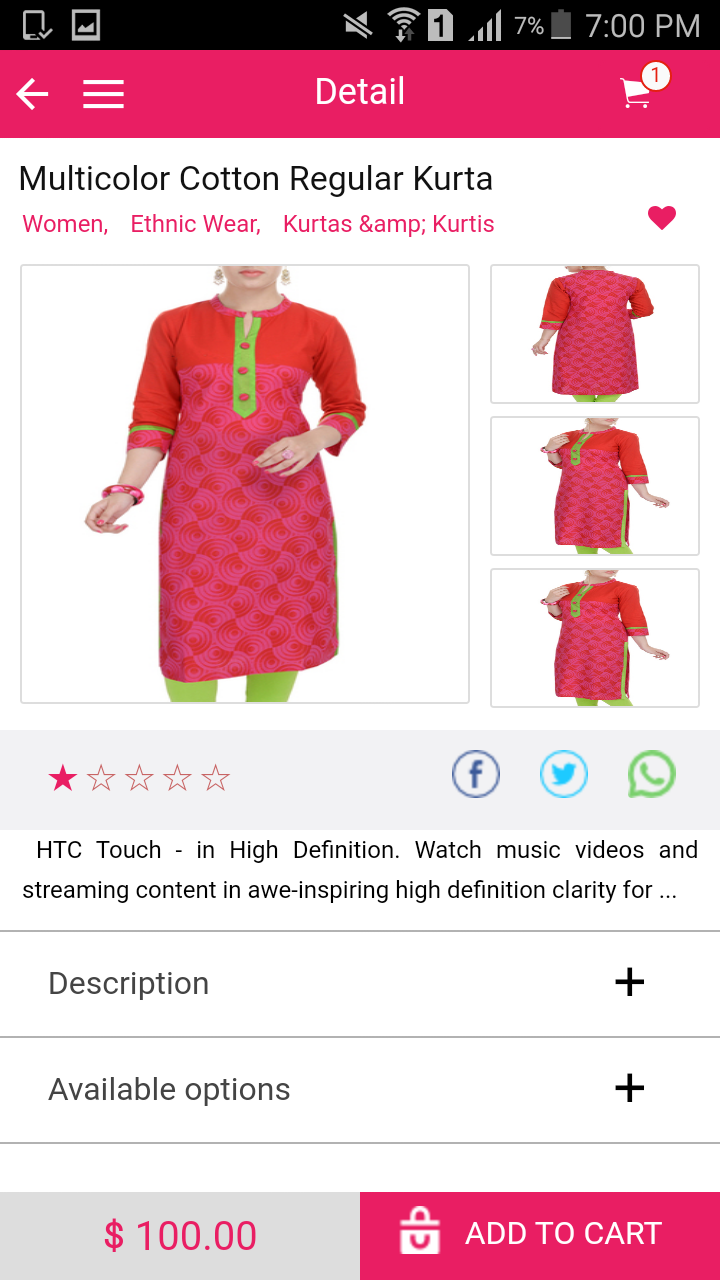 1 7% 7:00 PM
Detail
1
Multicolor Cotton Regular Kurta
Women, Ethnic Wear, Kurtas &amp; Kurtis
HTC Touch - in High Definition. Watch music videos and
streaming content in awe-inspiring high definition clarity for ...
Description +
Available options +
$ 100.00 ADD TO CART